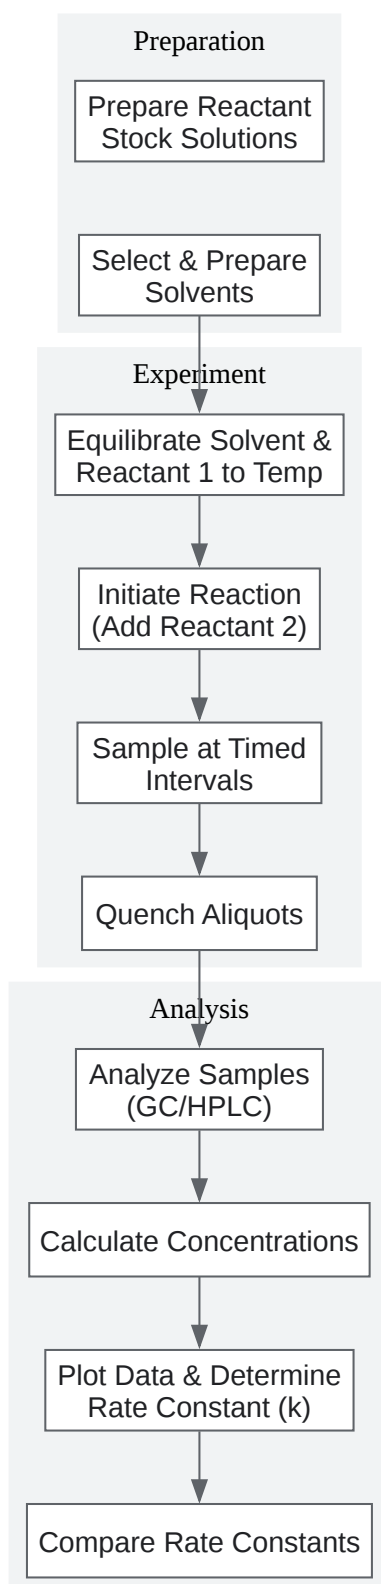 Preparation
Prepare Reactant
Stock Solutions
Select & Prepare
Solvents
Experiment
Equilibrate Solvent &
Reactant 1 to Temp
Initiate Reaction
(Add Reactant 2)
Sample at Timed
Intervals
Quench Aliquots
Analysis
Analyze Samples
(GC/HPLC)
Calculate Concentrations
Plot Data & Determine
Rate Constant (k)
Compare Rate Constants